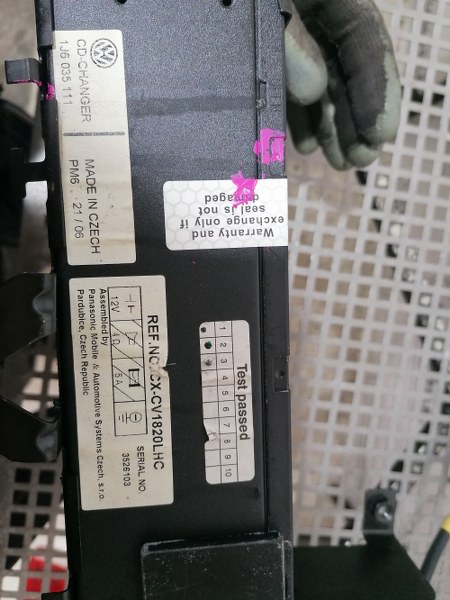 CD-CHANGER
1J6 035 111
MADE IN CZECH
PM6 21/06
REF.NO. CX-CV1820LHC
12V 4Ω 5A
SERIAL NO.
3526103
Assembled by
Panasonic Mobile & Automotive Systems Czech, s.r.o.
Pardubice, Czech Republic
Warranty and
exchange only if
seal is not
damaged
Test passed
1 2 3 4 5 6 7 8 9 10